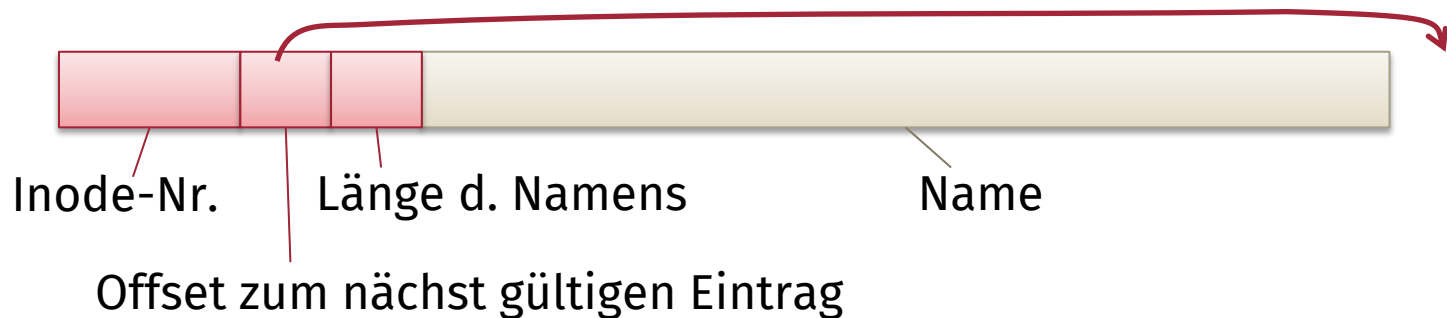 Inode-Nr.
Länge d. Namens
Name
Offset zum nächst gültigen Eintrag